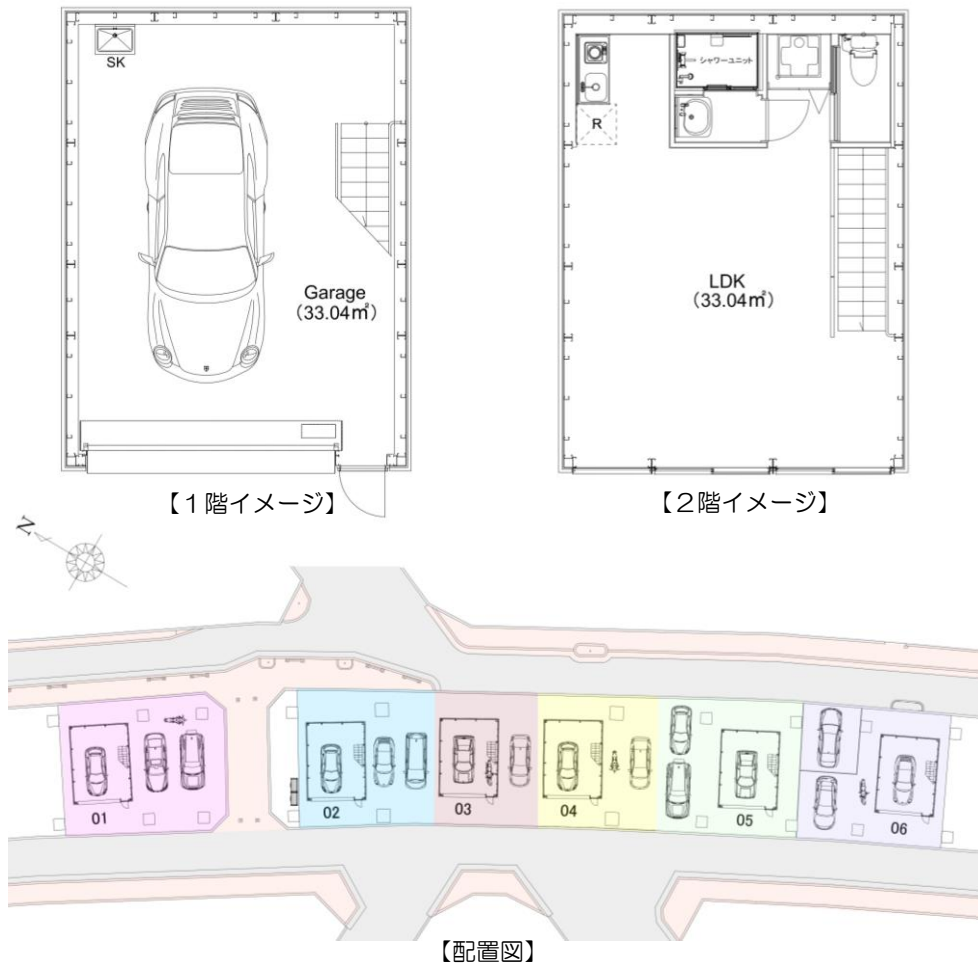 SK
Garage
（33.04㎡）
シャワーユニット
R
LDK
（33.04㎡）
【１階イメージ】
【２階イメージ】
N
01
02
03
04
05
06
【配置図】